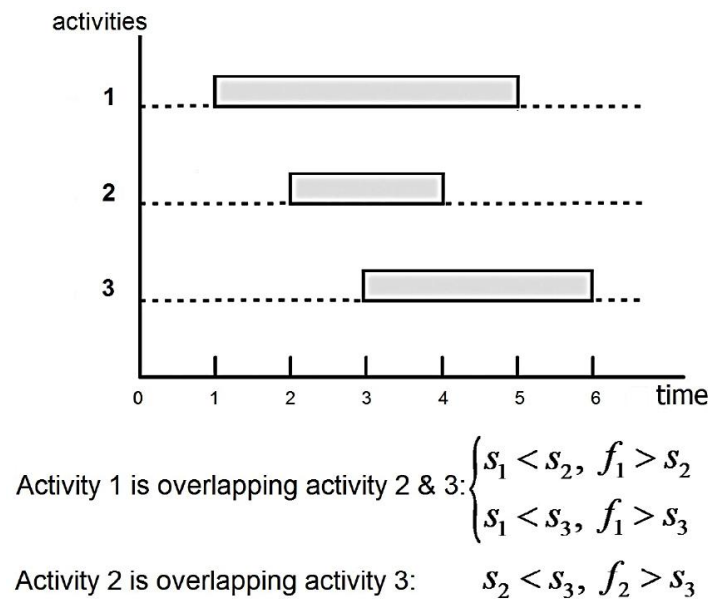 activities
1
2
3
0 1 2 3 4 5 6 time
Activity 1 is overlapping activity 2 & 3: { s₁ < s₂, f₁ > s₂
s₁ < s₃, f₁ > s₃
Activity 2 is overlapping activity 3: s₂ < s₃, f₂ > s₃